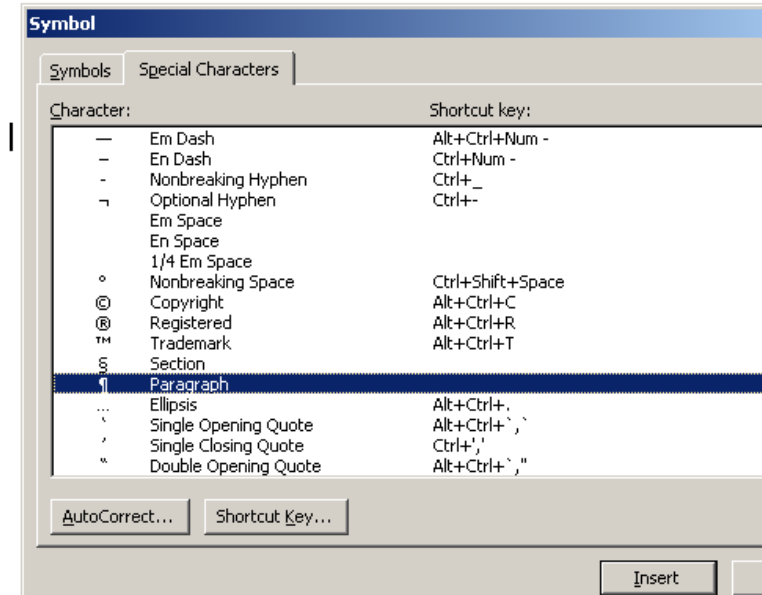 Symbol
Symbols Special Characters
Character: Shortcut key:
— Em Dash Alt+Ctrl+Num -
– En Dash Ctrl+Num -
- Nonbreaking Hyphen Ctrl+_
¬ Optional Hyphen Ctrl+-
Em Space
En Space
1/4 Em Space
° Nonbreaking Space Ctrl+Shift+Space
© Copyright Alt+Ctrl+C
® Registered Alt+Ctrl+R
™ Trademark Alt+Ctrl+T
§ Section
¶ Paragraph
… Ellipsis Alt+Ctrl+.
‘ Single Opening Quote Alt+Ctrl+`,`
’ Single Closing Quote Ctrl+','
“ Double Opening Quote Alt+Ctrl+`,"
AutoCorrect... Shortcut Key...
Insert